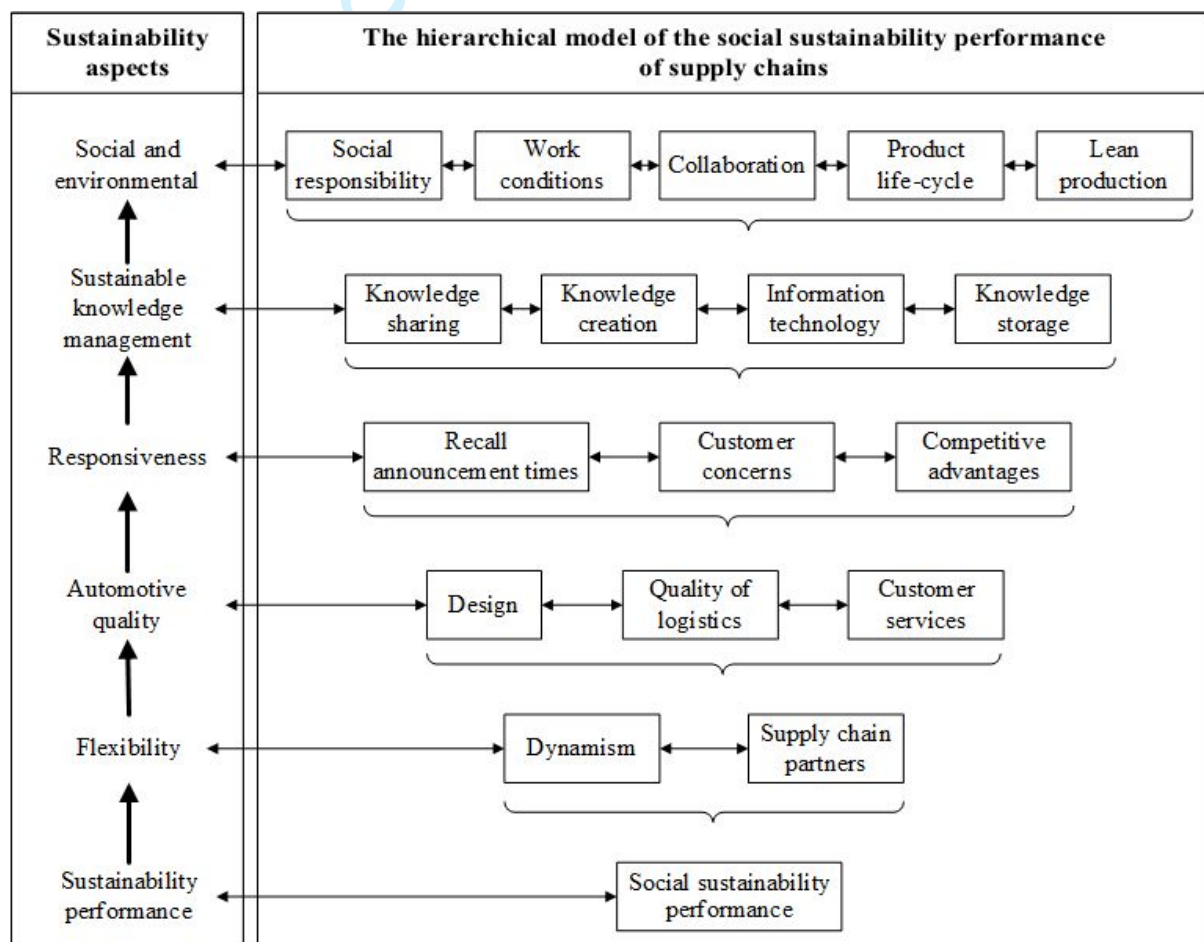 Sustainability
aspects
The hierarchical model of the social sustainability performance
of supply chains
Social and
environmental
Social
responsibility
Work
conditions
Collaboration
Product
life-cycle
Lean
production
Sustainable
knowledge
management
Knowledge
sharing
Knowledge
creation
Information
technology
Knowledge
storage
Responsiveness
Recall
announcement times
Customer
concerns
Competitive
advantages
Automotive
quality
Design
Quality of
logistics
Customer
services
Flexibility
Dynamism
Supply chain
partners
Sustainability
performance
Social sustainability
performance